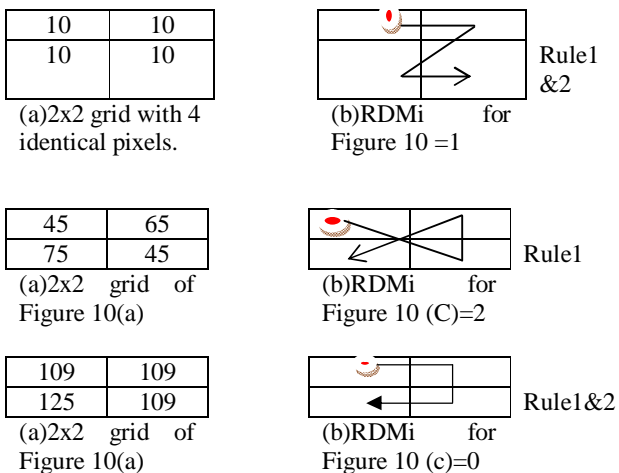 10 10
10 10
Rule1
&2
(a)2x2 grid with 4
identical pixels.
(b)RDMi for
Figure 10 =1
45 65
75 45
Rule1
(a)2x2 grid of
Figure 10(a)
(b)RDMi for
Figure 10 (C)=2
109 109
125 109
Rule1&2
(a)2x2 grid of
Figure 10(a)
(b)RDMi for
Figure 10 (c)=0